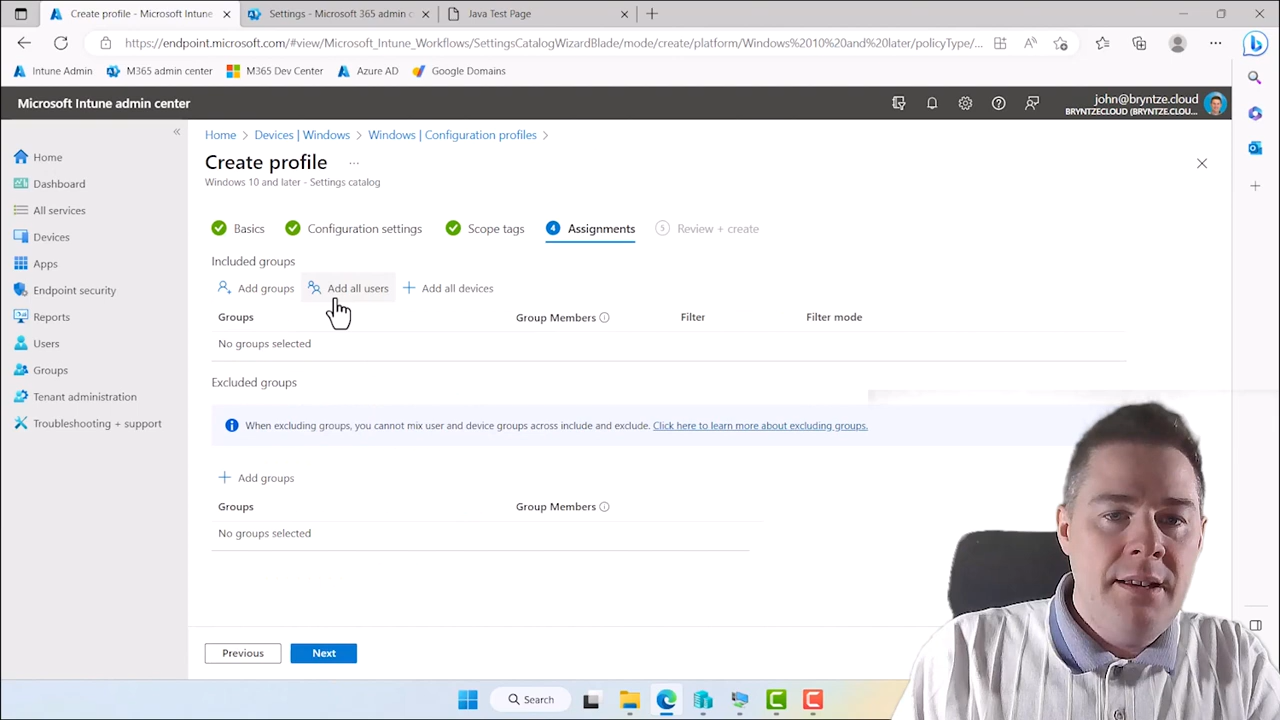 Create profile - Microsoft Intune
Settings - Microsoft 365 admin c
Java Test Page
https://endpoint.microsoft.com/#view/Microsoft_Intune_Workflows/SettingsCatalogWizardBlade/mode/create/platform/Windows%2010%20and%20later/policyType/...
Intune Admin
M365 admin center
M365 Dev Center
Azure AD
Google Domains
Microsoft Intune admin center
john@bryntze.cloud
BRYNTZECLOUD (BRYNTZE.CLOU...
Home > Devices | Windows > Windows | Configuration profiles >
Create profile ...
Windows 10 and later - Settings catalog
Home
Dashboard
All services
Devices
Apps
Endpoint security
Reports
Users
Groups
Tenant administration
Troubleshooting + support
Basics
Configuration settings
Scope tags
4 Assignments
5 Review + create
Included groups
Add groups
Add all users
Add all devices
Groups
Group Members
Filter
Filter mode
No groups selected
Excluded groups
When excluding groups, you cannot mix user and device groups across include and exclude. Click here to learn more about excluding groups.
Add groups
Groups
Group Members
No groups selected
Previous
Next
Search